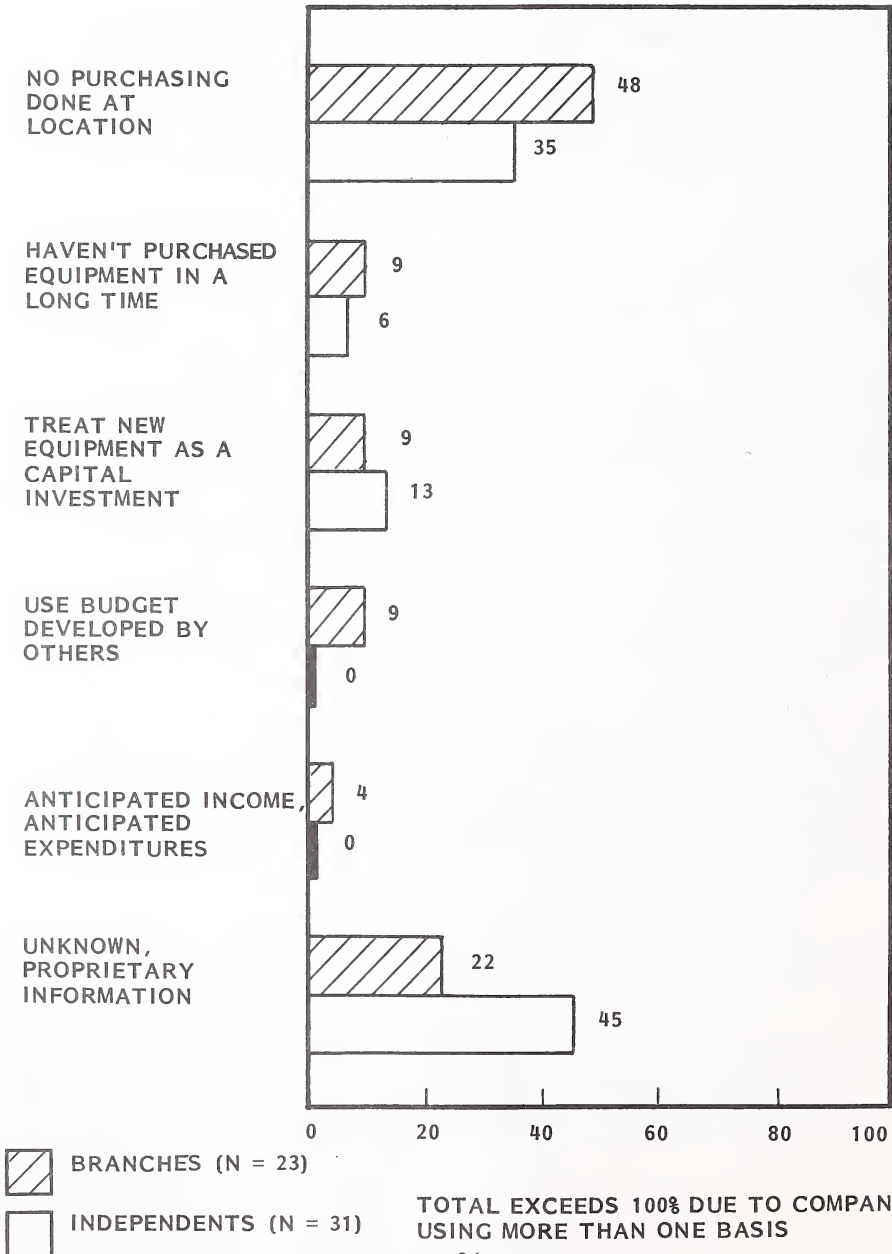 NO PURCHASING
DONE AT
LOCATION
48
35
HAVEN'T PURCHASED
EQUIPMENT IN A
LONG TIME
9
6
TREAT NEW
EQUIPMENT AS A
CAPITAL
INVESTMENT
9
13
USE BUDGET
DEVELOPED BY
OTHERS
9
0
ANTICIPATED INCOME,
ANTICIPATED
EXPENDITURES
4
0
UNKNOWN,
PROPRIETARY
INFORMATION
22
45
0 20 40 60 80 100
BRANCHES (N = 23)
INDEPENDENTS (N = 31)
TOTAL EXCEEDS 100% DUE TO COMPAN
USING MORE THAN ONE BASIS